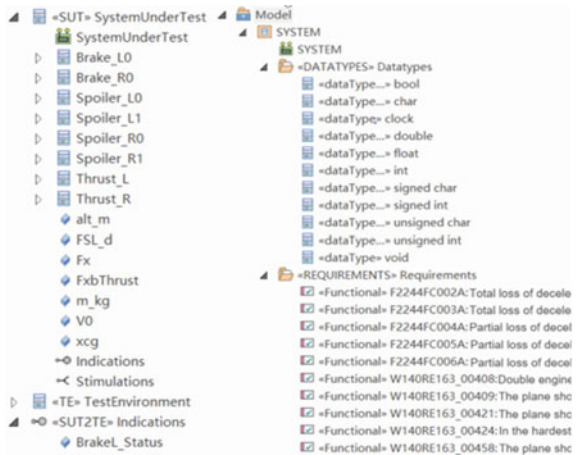 «SUT» SystemUnderTest
SystemUnderTest
Brake_L0
Brake_R0
Spoiler_L0
Spoiler_L1
Spoiler_R0
Spoiler_R1
Thrust_L
Thrust_R
alt_m
FSL_d
Fx
FxbThrust
m_kg
V0
xcg
Indications
Stimulations
«TE» TestEnvironment
«SUT2TE» Indications
BrakeL_Status
Model
SYSTEM
SYSTEM
«DATATYPES» Datatypes
«dataType...» bool
«dataType...» char
«dataType» clock
«dataType...» double
«dataType...» float
«dataType...» int
«dataType...» signed char
«dataType...» signed int
«dataType...» unsigned char
«dataType...» unsigned int
«dataType» void
«REQUIREMENTS» Requirements
«Functional» F2244FC002A: Total loss of decele
«Functional» F2244FC003A: Total loss of decele
«Functional» F2244FC004A: Partial loss of decel
«Functional» F2244FC005A: Partial loss of decel
«Functional» F2244FC006A: Partial loss of decel
«Functional» W140RE163_00408:Double engine
«Functional» W140RE163_00409: The plane sho
«Functional» W140RE163_00421: The plane sho
«Functional» W140RE163_00424: In the hardest
«Functional» W140RE163_00458: The plane sho